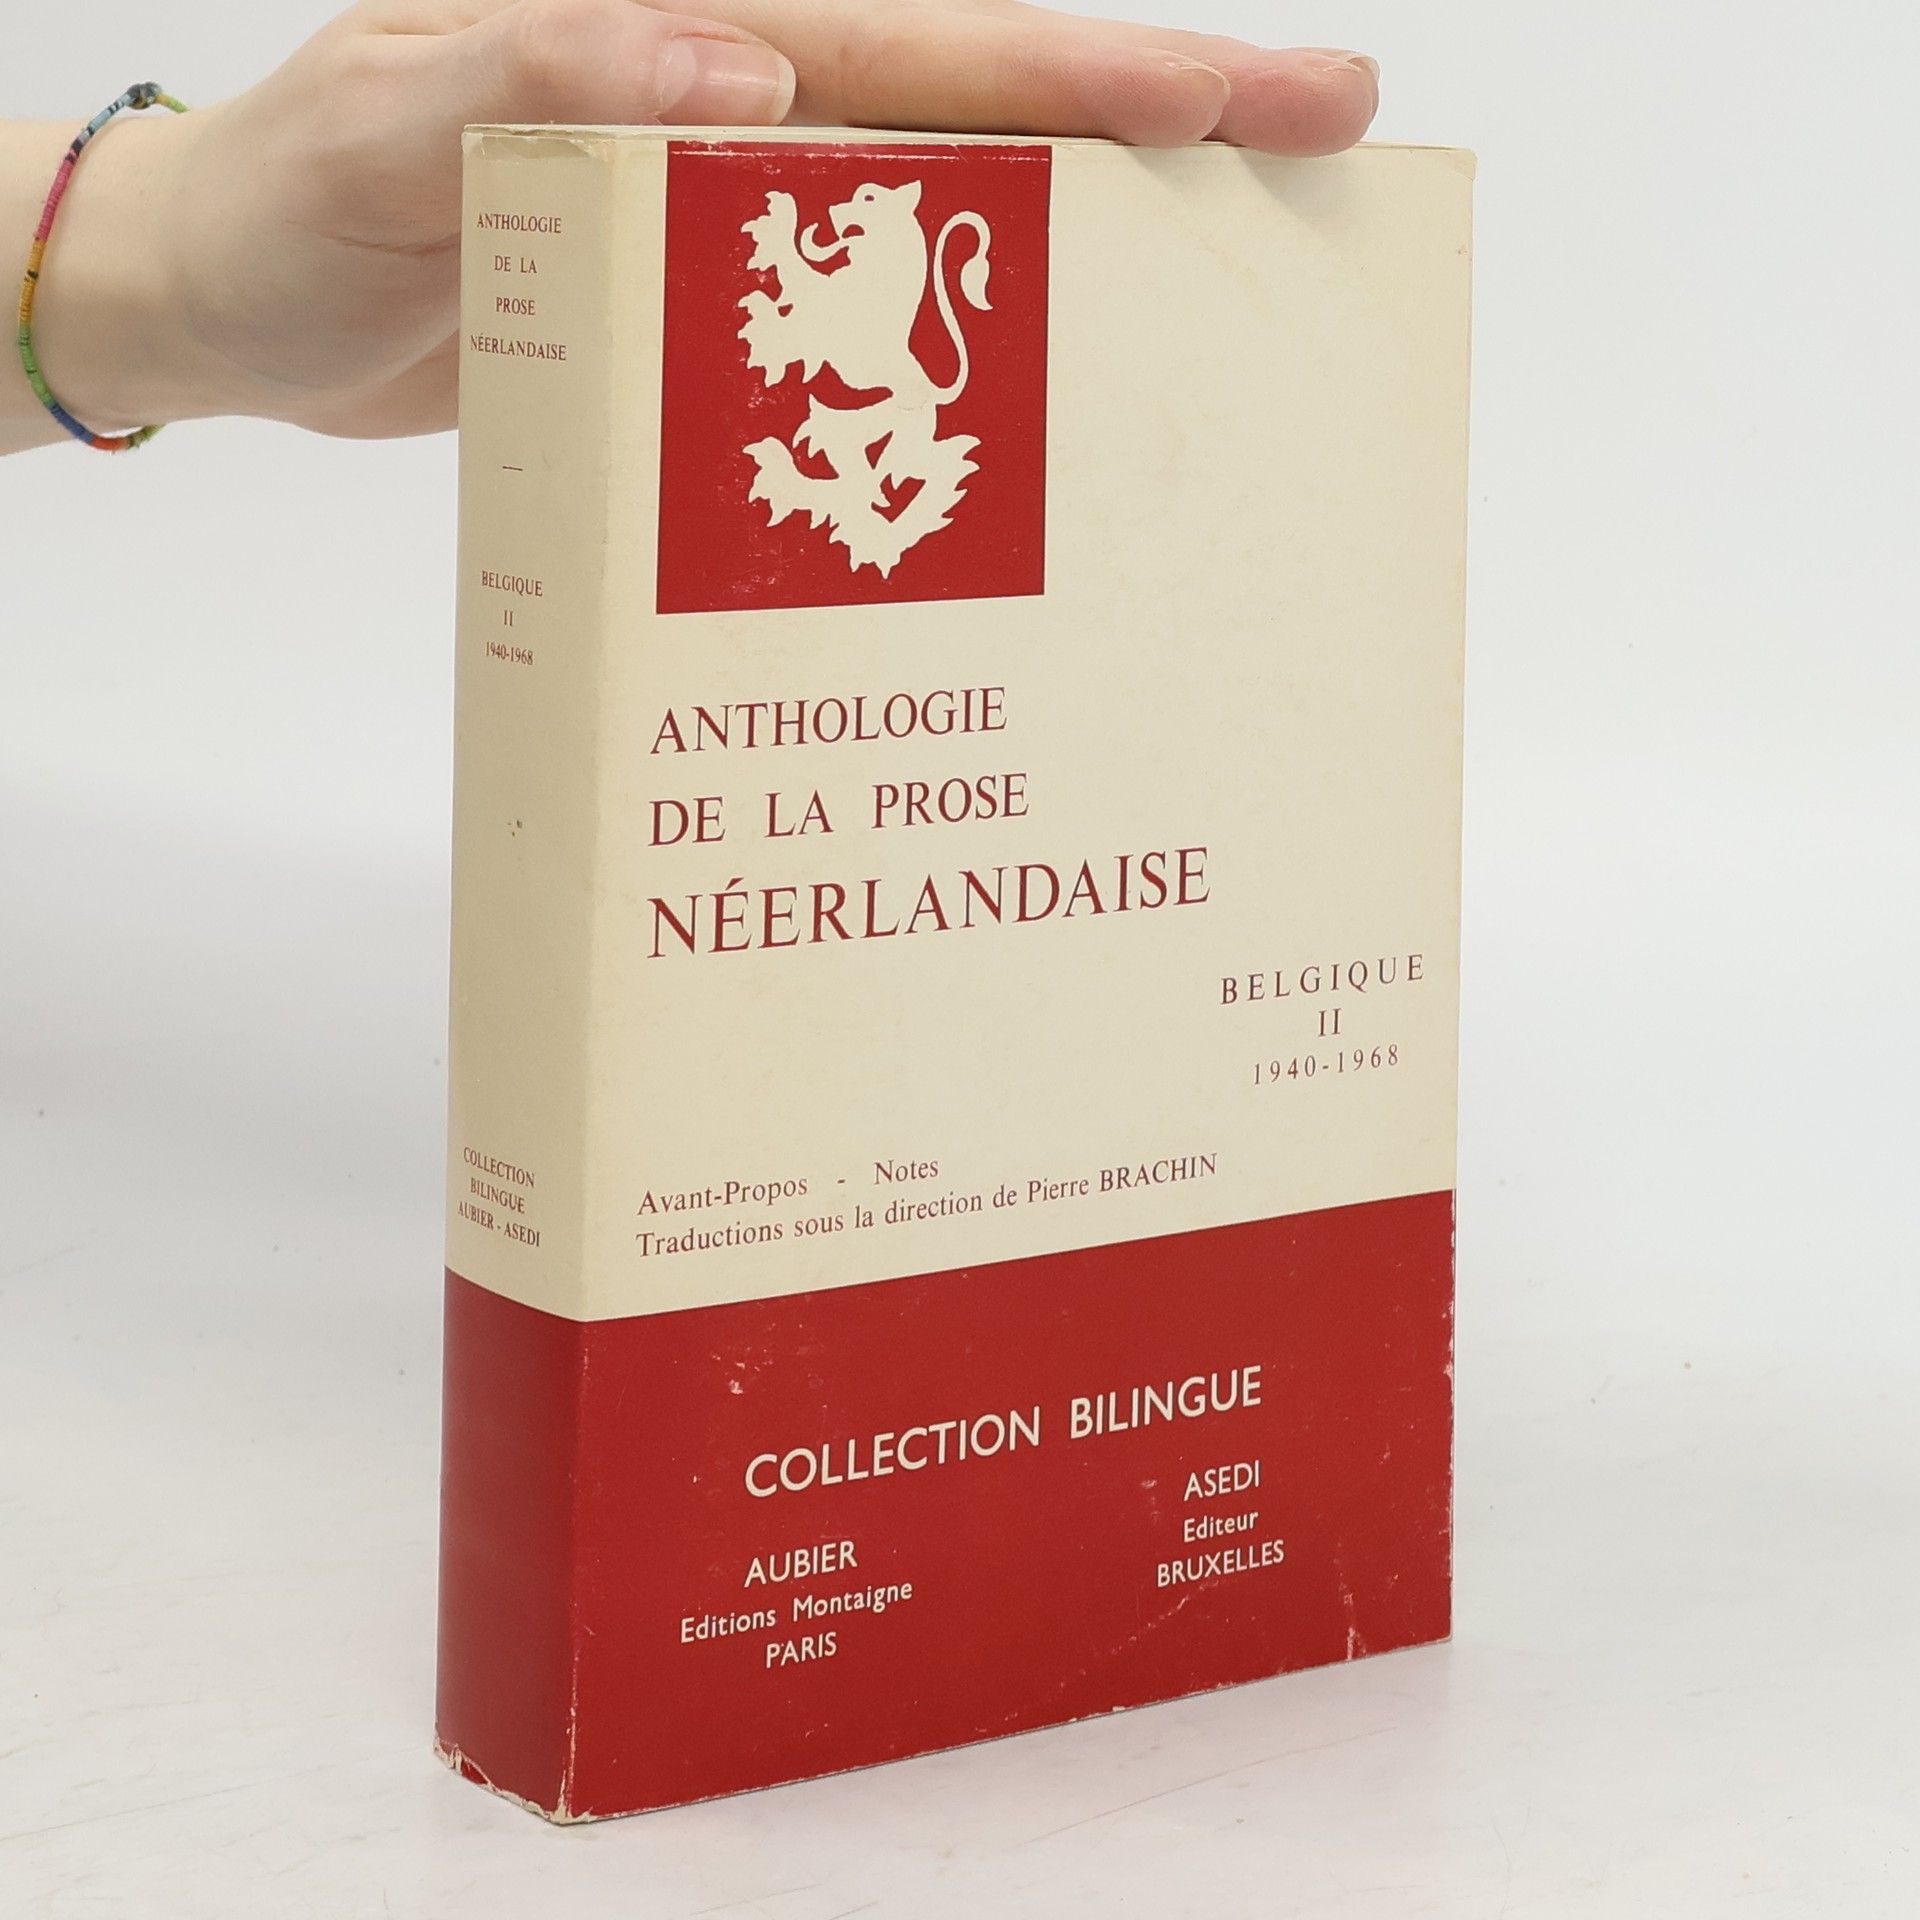 ANTHOLOGIE
DE LA
PROSE
NÉERLANDAISE
—
BELGIQUE
II
1940-1968
COLLECTION
BILINGUE
AUBIER - ASEDI
ANTHOLOGIE
DE LA PROSE
NÉERLANDAISE
BELGIQUE
II
1940-1968
Avant-Propos - Notes
Traductions sous la direction de Pierre BRACHIN
COLLECTION BILINGUE
AUBIER
Editions Montaigne
PARIS
ASEDI
Editeur
BRUXELLES